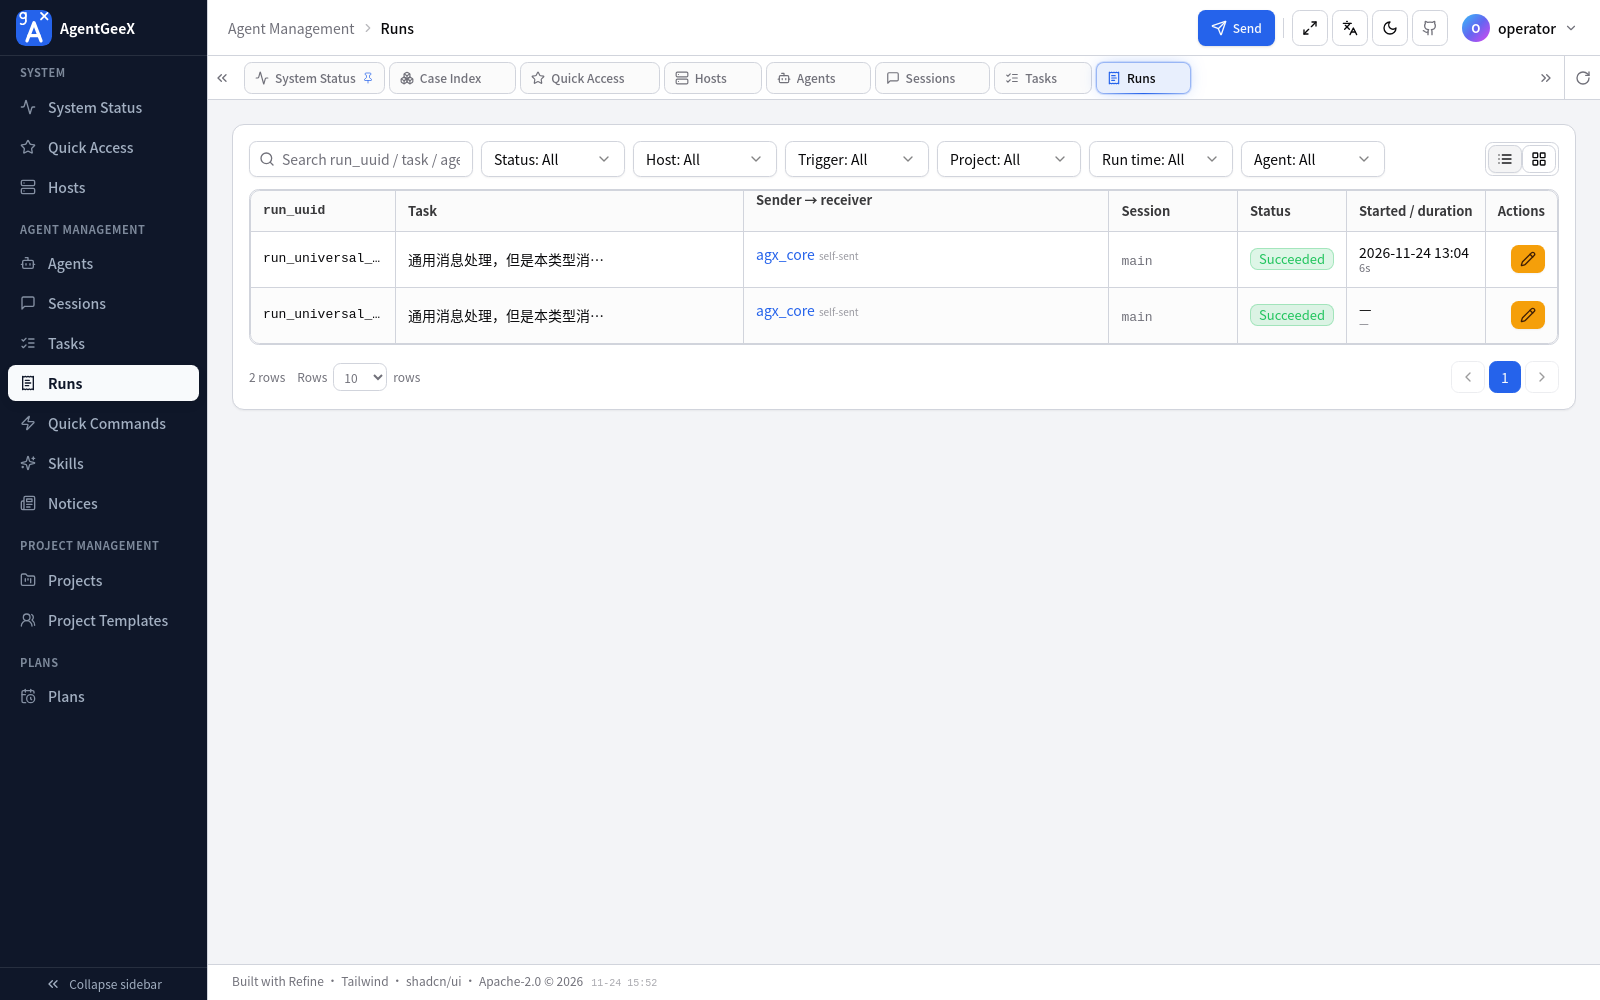 AgentGeeX
SYSTEM
System Status
Quick Access
Hosts
AGENT MANAGEMENT
Agents
Sessions
Tasks
Runs
Quick Commands
Skills
Notices
PROJECT MANAGEMENT
Projects
Project Templates
PLANS
Plans
Collapse sidebar
Agent Management > Runs
Send
O operator
System Status Case Index Quick Access Hosts Agents Sessions Tasks Runs
Search run_uuid / task / age
Status: All Host: All Trigger: All Project: All Run time: All Agent: All
run_uuid Task Sender → receiver Session Status Started / duration Actions
run_universal_… 通用消息处理，但是本类型消… agx_core self-sent main Succeeded 2026-11-24 13:04
6s
run_universal_… 通用消息处理，但是本类型消… agx_core self-sent main Succeeded —
—
2 rows Rows 10 rows
1
Built with Refine • Tailwind • shadcn/ui • Apache-2.0 © 2026 11-24 15:52